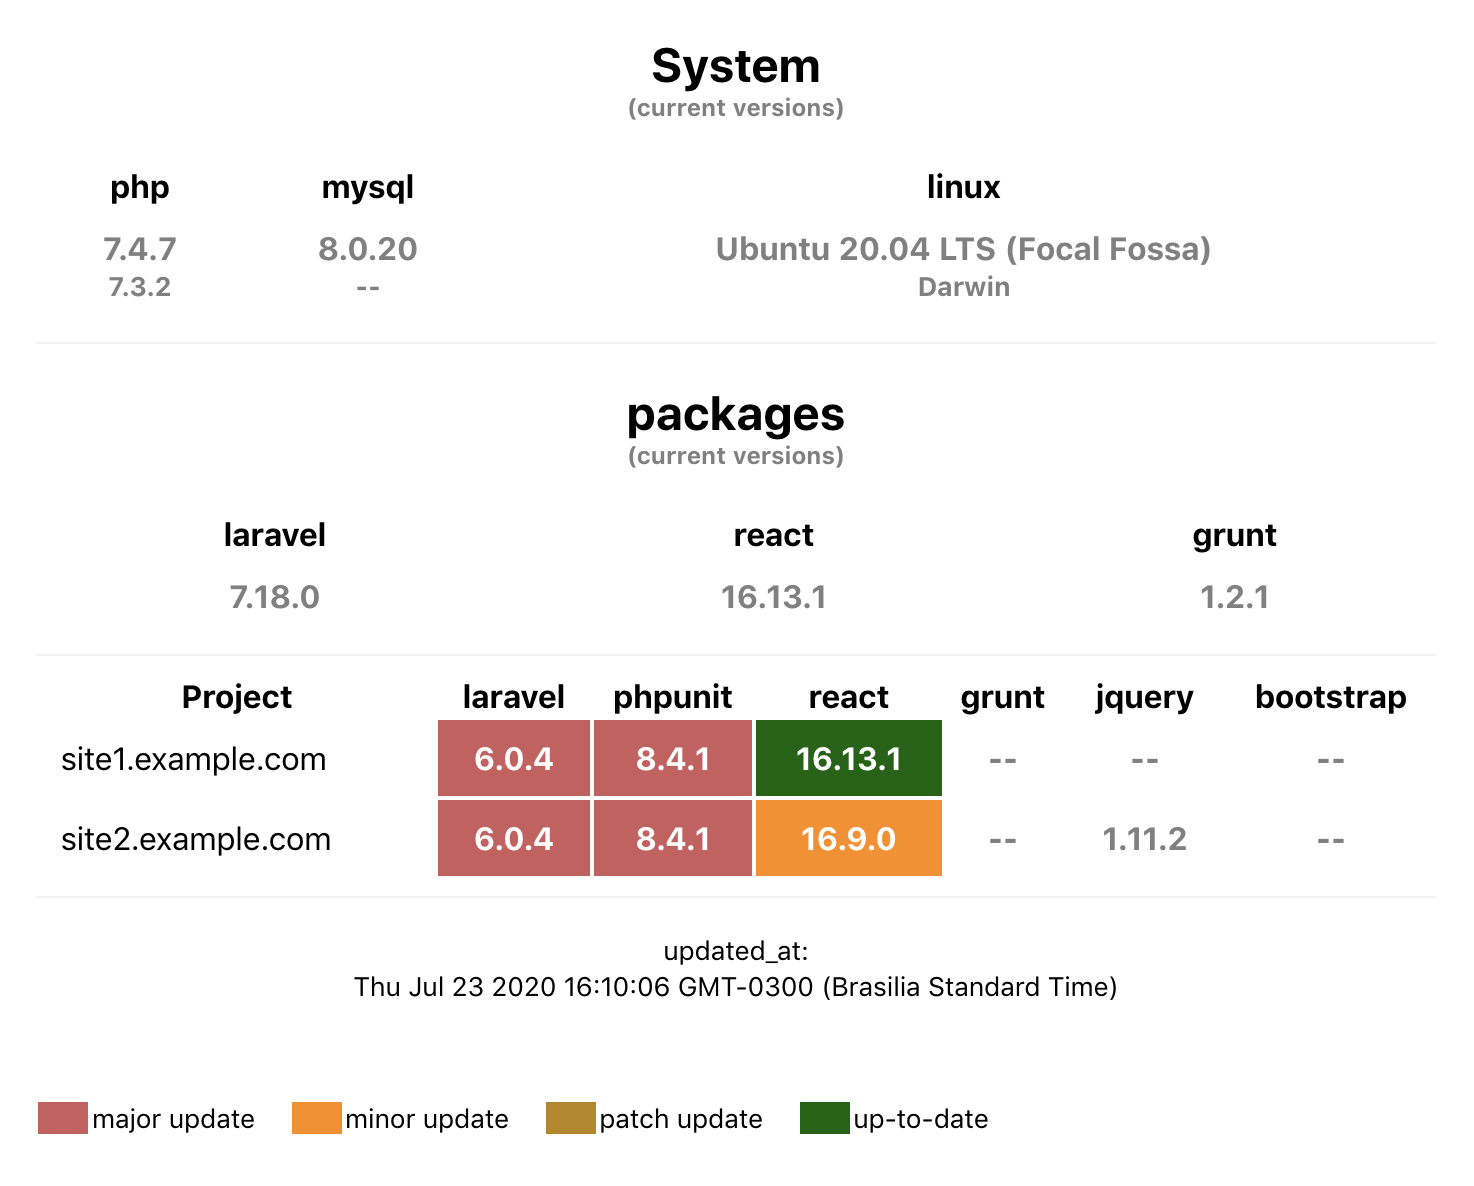 System
(current versions)
php mysql linux
7.4.7 8.0.20 Ubuntu 20.04 LTS (Focal Fossa)
7.3.2 -- Darwin
packages
(current versions)
laravel react grunt
7.18.0 16.13.1 1.2.1
Project laravel phpunit react grunt jquery bootstrap
site1.example.com 6.0.4 8.4.1 16.13.1 -- -- --
site2.example.com 6.0.4 8.4.1 16.9.0 -- 1.11.2 --
updated_at:
Thu Jul 23 2020 16:10:06 GMT-0300 (Brasilia Standard Time)
major update minor update patch update up-to-date